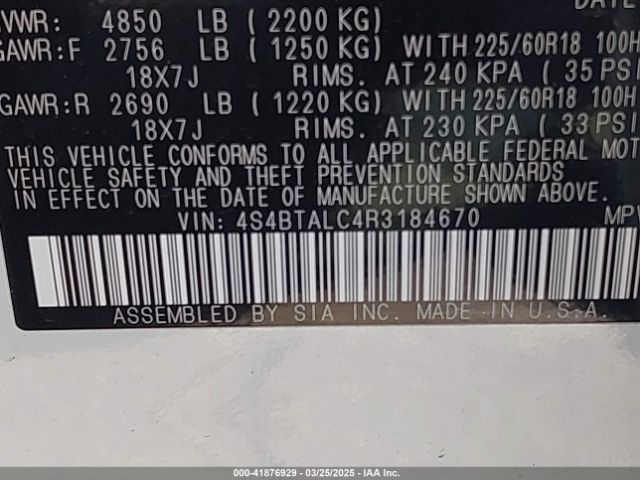 DATE
VWR: 4850 LB (2200 KG)
GAWR:F 2756 LB (1250 KG) WITH 225/60R18 100H
18X7J RIMS. AT 240 KPA (35 PSI
GAWR:R 2690 LB (1220 KG) WITH 225/60R18 100H
18X7J RIMS. AT 230 KPA (33 PSI
THIS VEHICLE CONFORMS TO ALL APPLICABLE FEDERAL MOT
VEHICLE SAFETY AND THEFT PREVENTION STANDARDS
IN EFFECT ON THE DATE OF MANUFACTURE SHOWN ABOVE.
VIN: 4S4BTALC4R3184670 MPV
ASSEMBLED BY SIA INC. MADE IN U.S.A.
000-41876929 - 03/25/2025 - IAA Inc.